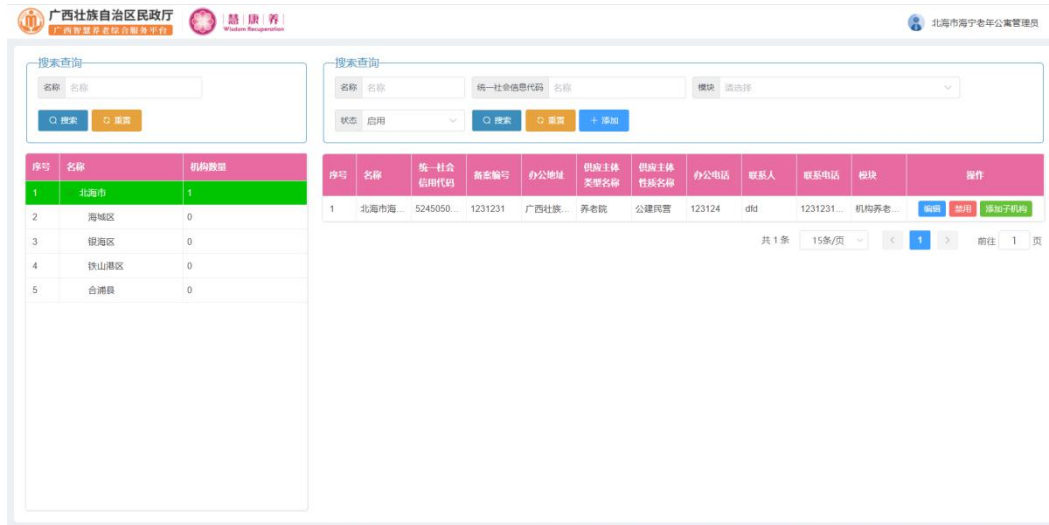 广西壮族自治区民政厅
广西智慧养老综合服务平台
慧康养
Wisdom Recuperation
北海市海宁老年公寓管理员
搜索查询
名称 名称
搜索 重置
序号 名称 机构数量
1 北海市 1
2 海城区 0
3 银海区 0
4 铁山港区 0
5 合浦县 0
搜索查询
名称 名称 统一社会信息代码 名称 模块 请选择
状态 启用 搜索 重置 + 添加
序号 名称 统一社会信用代码 备案编号 办公地址 供应主体类型名称 供应主体性质名称 办公电话 联系人 联系电话 模块 操作
1 北海市海... 5245050... 1231231 广西壮族... 养老院 公建民营 123124 dfd 1231231... 机构养老... 编辑 禁用 添加子机构
共 1 条 15条/页 < 1 > 前往 1 页